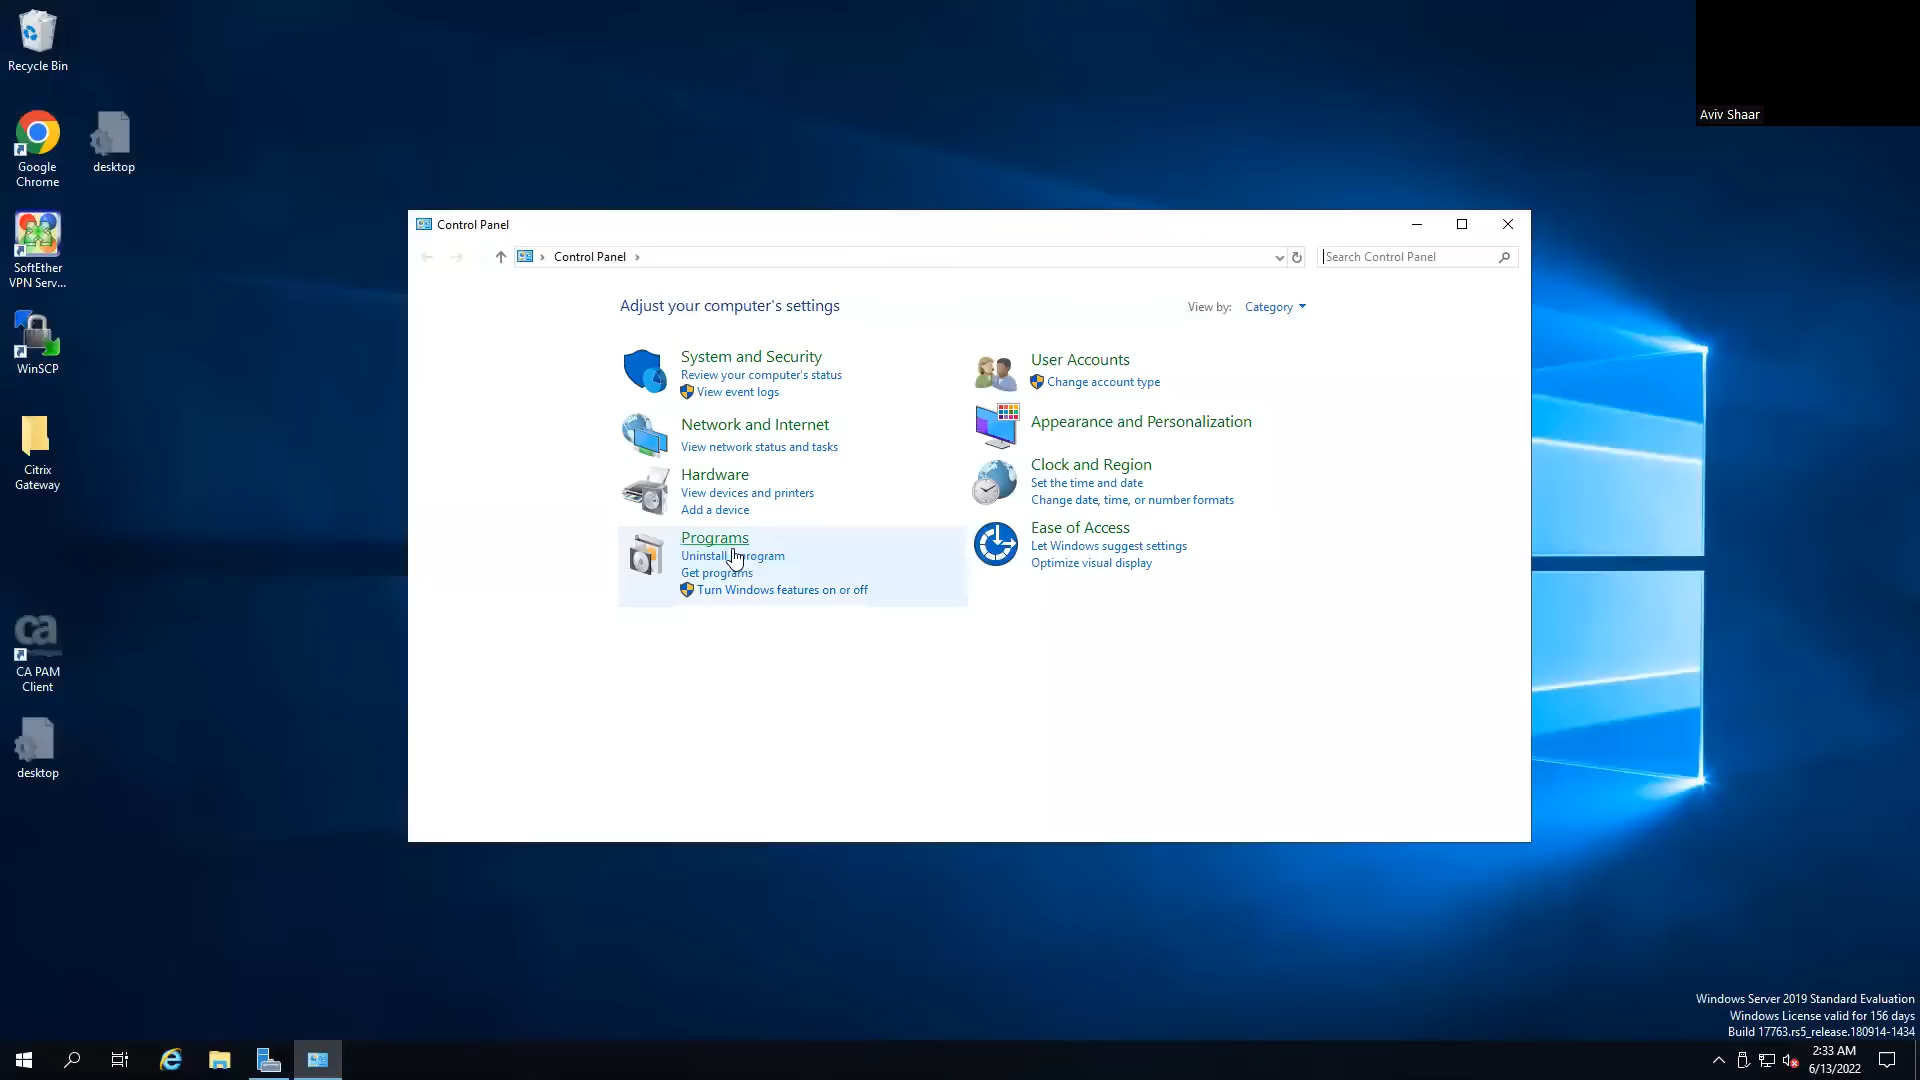 Recycle Bin
Google
Chrome
desktop
SoftEther
VPN Serv...
WinSCP
Citrix
Gateway
CA PAM
Client
desktop
Aviv Shaar
Control Panel
Control Panel
Search Control Panel
Adjust your computer's settings
View by:
Category
System and Security
Review your computer's status
View event logs
Network and Internet
View network status and tasks
Hardware
View devices and printers
Add a device
Programs
Uninstall program
Get programs
Turn Windows features on or off
User Accounts
Change account type
Appearance and Personalization
Clock and Region
Set the time and date
Change date, time, or number formats
Ease of Access
Let Windows suggest settings
Optimize visual display
Windows Server 2019 Standard Evaluation
Windows License valid for 156 days
Build 17763.rs5_release.180914-1434
2:33 AM
6/13/2022